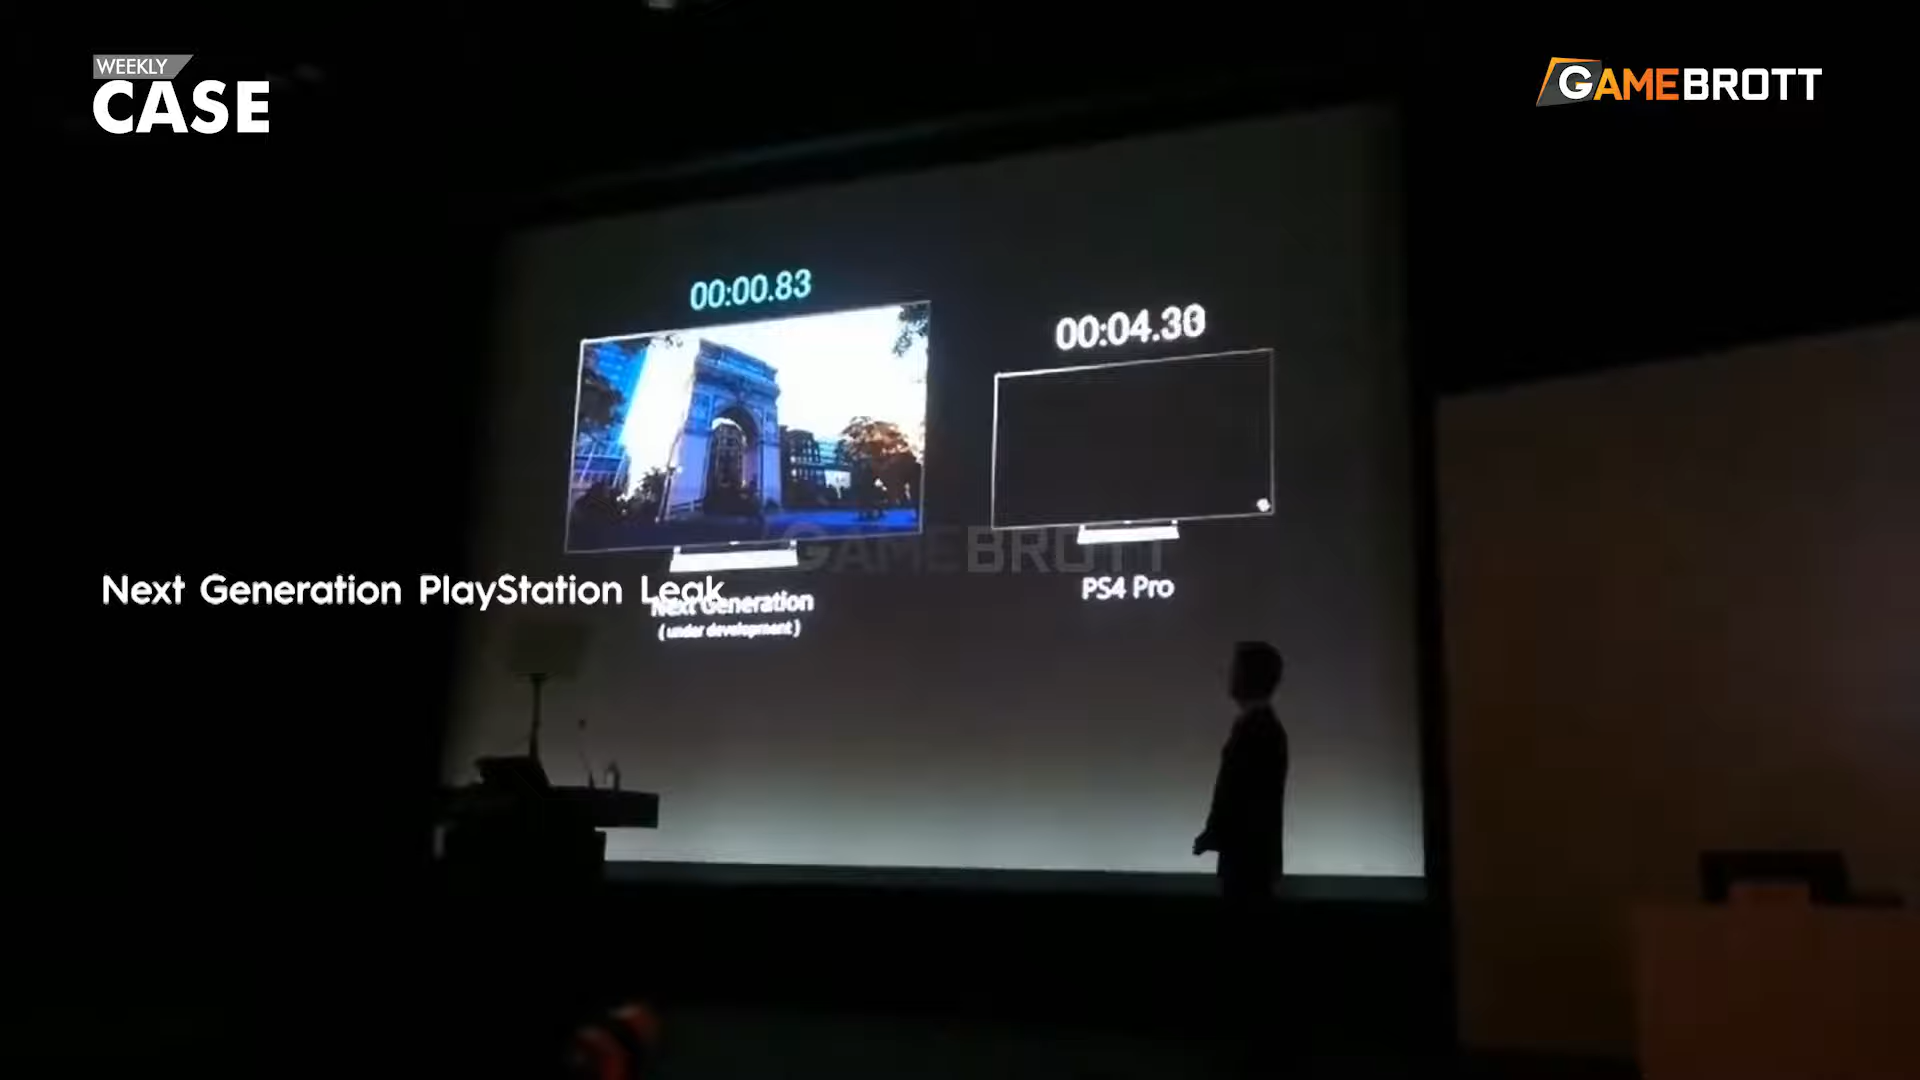 WEEKLY
CASE
GAMEBROTT
00:00.83
00:04.30
GAMEBROTT
Next Generation PlayStation Leak
Next Generation
( under development )
PS4 Pro